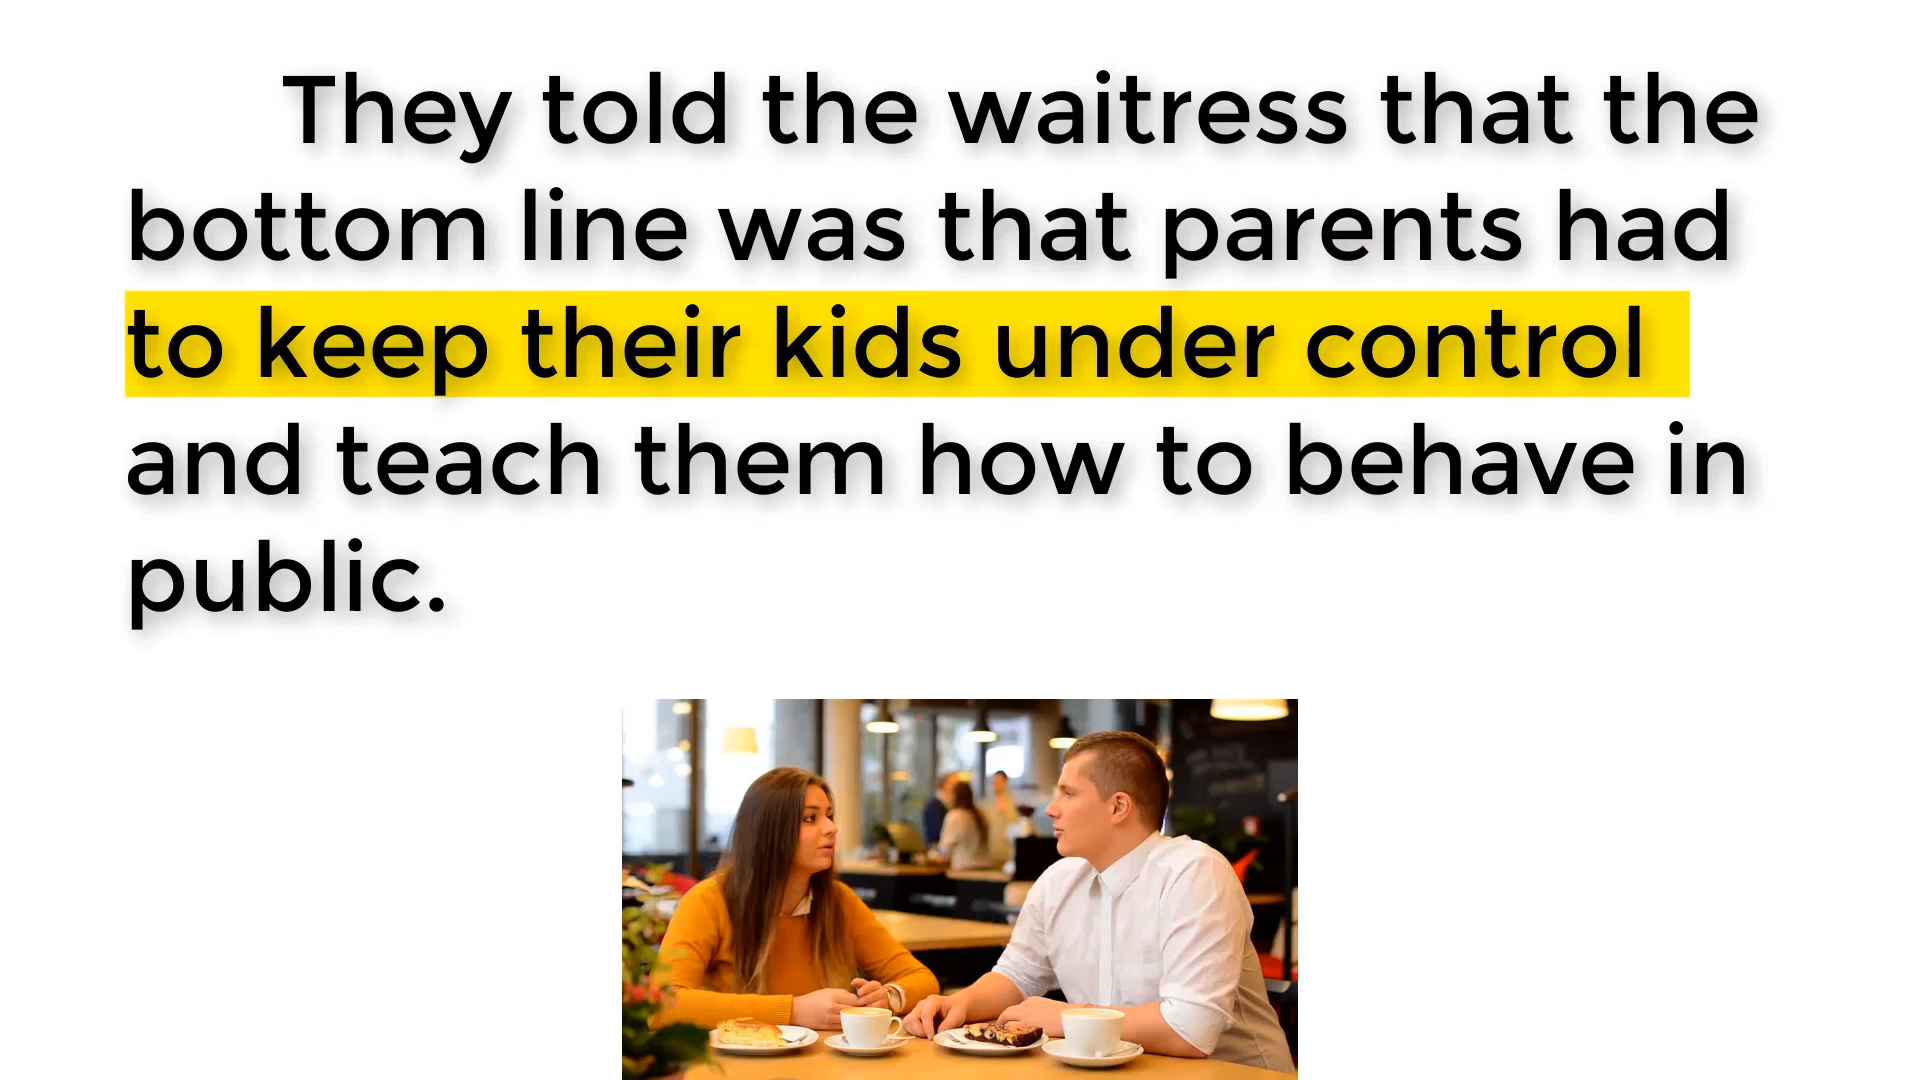 They told the waitress that the
bottom line was that parents had
to keep their kids under control
and teach them how to behave in
public.